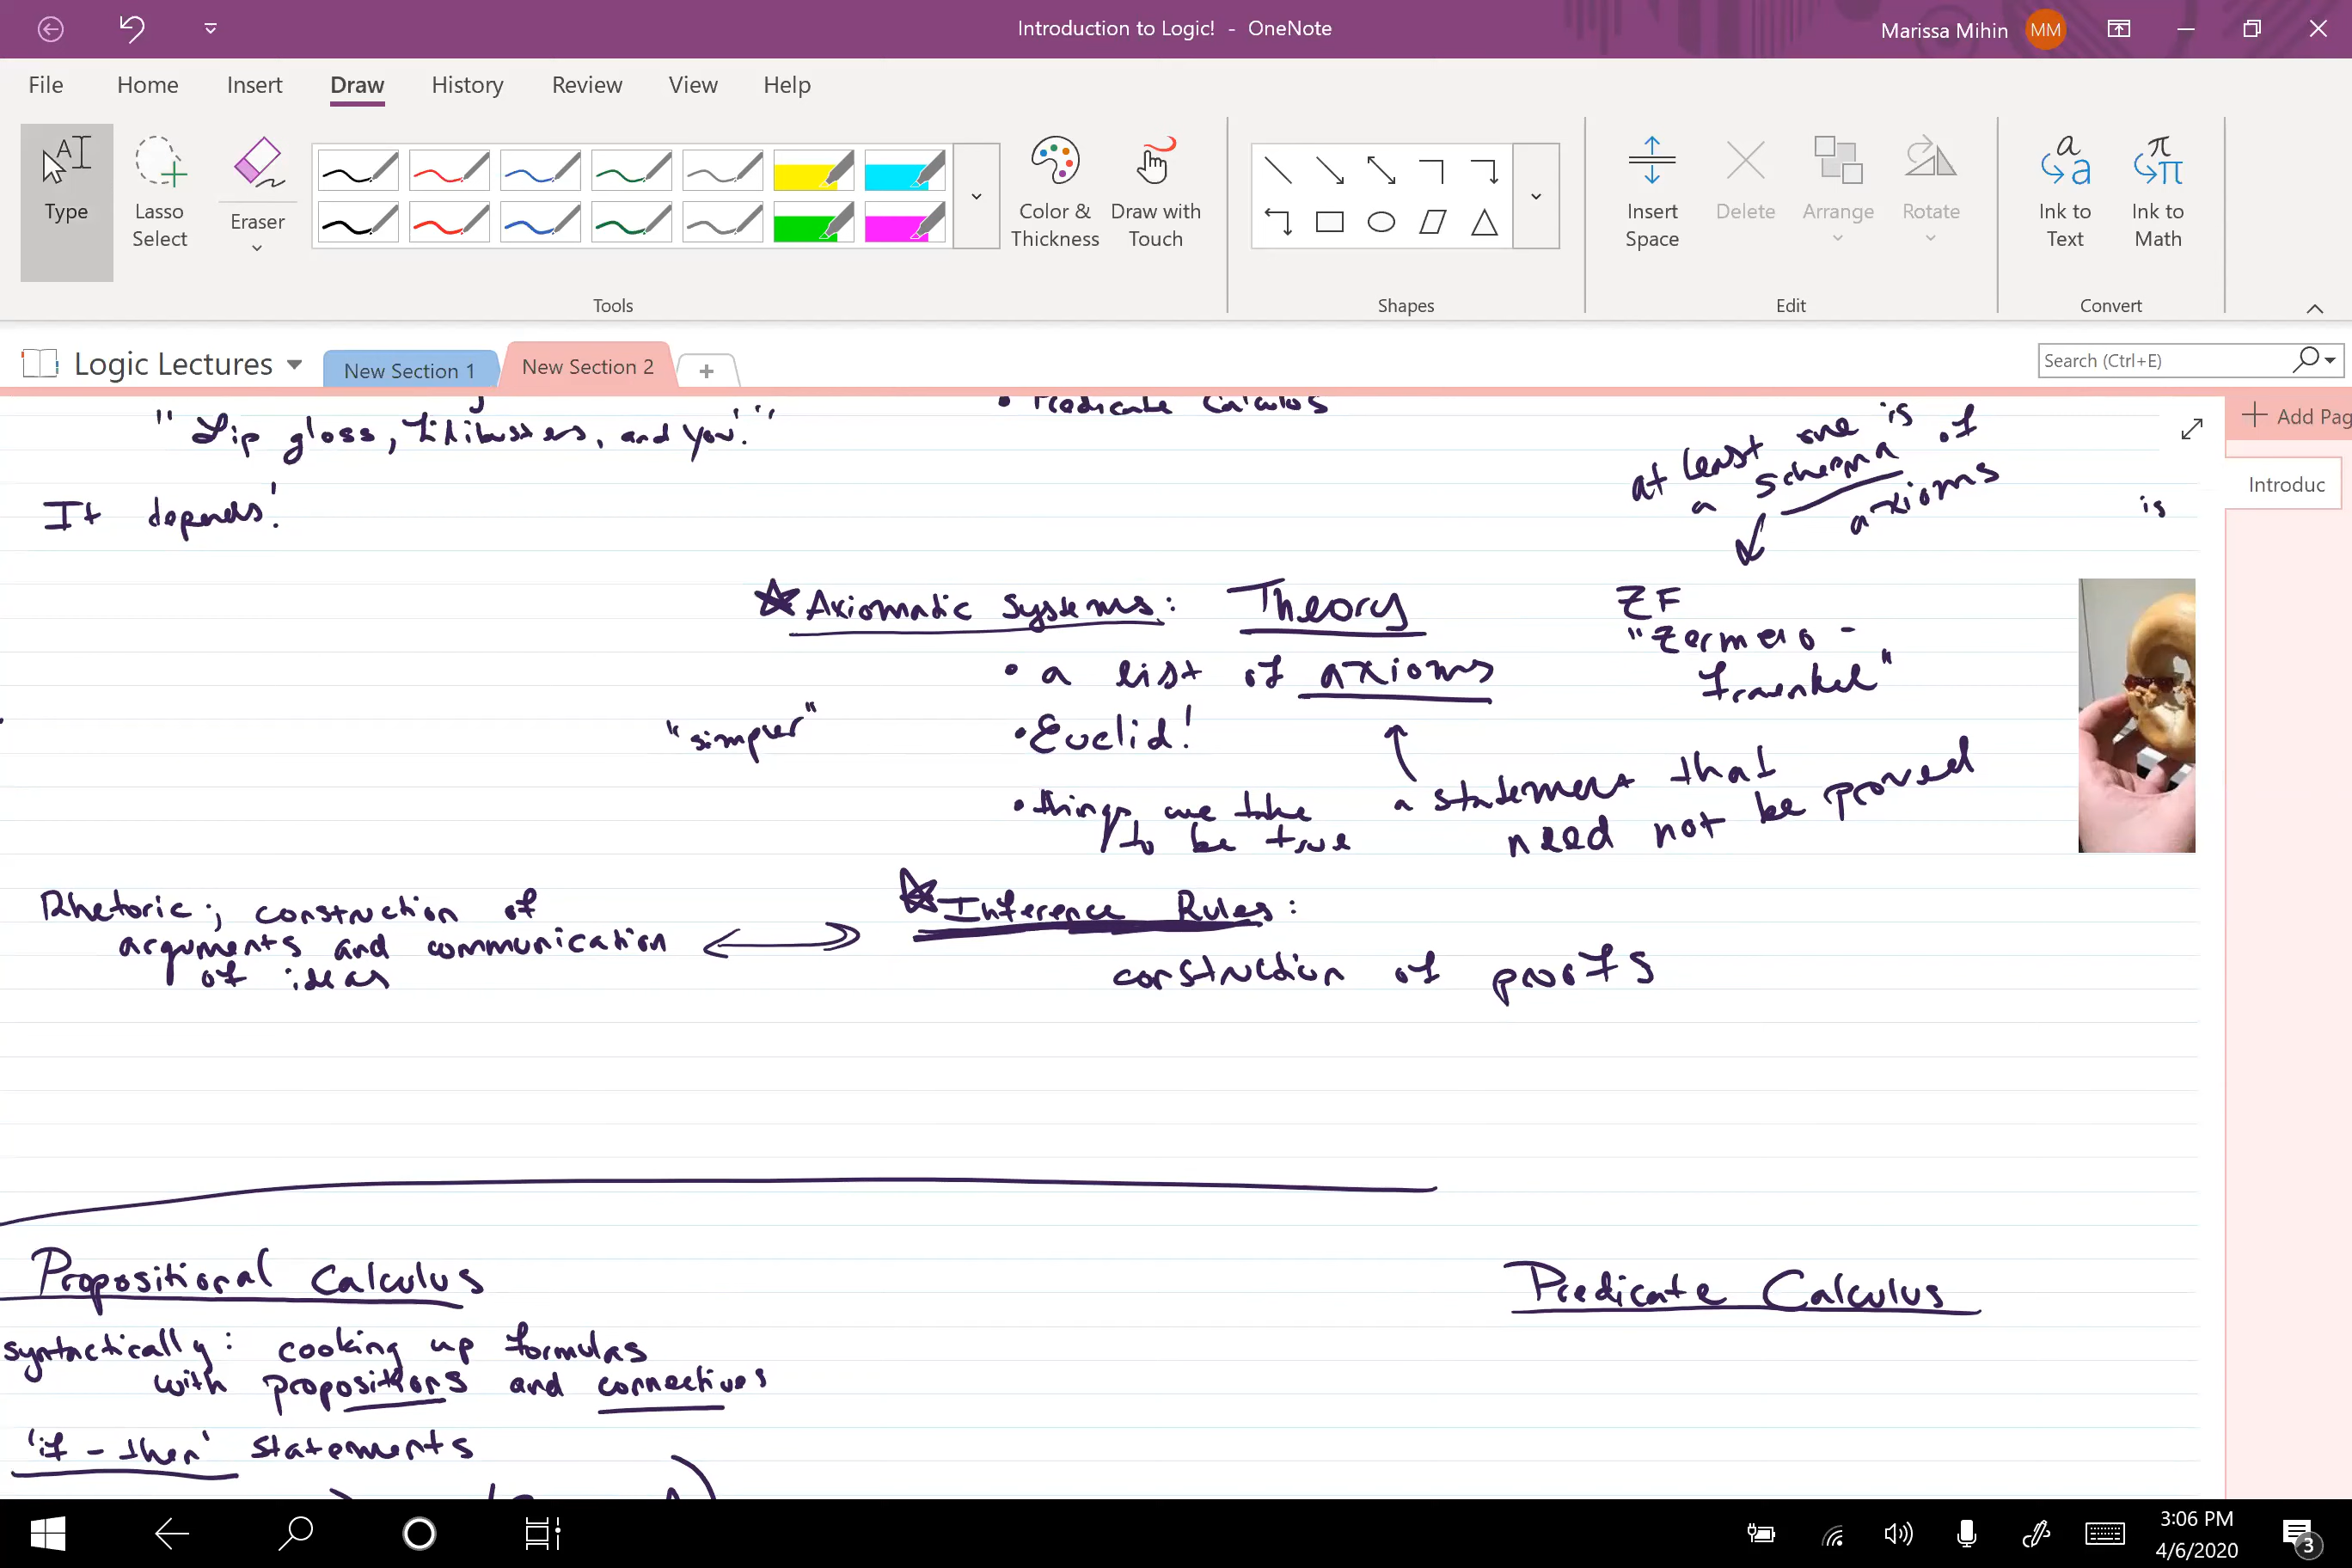 Introduction to Logic! - OneNote
Marissa Mihin
MM
File Home Insert Draw History Review View Help
Type
Lasso Select
Eraser
Color & Thickness
Draw with Touch
Insert Space
Delete
Arrange
Rotate
Ink to Text
Ink to Math
Tools
Shapes
Edit
Convert
Logic Lectures
New Section 1
New Section 2
Search (Ctrl+E)
Add Pag
Introduc
• Predicate Calculus
"Lip gloss, filibusters, and you!"
It depends!
at least one is
a schema of
axioms
is
Axiomatic Systems: Theory
ZF
"Zermelo -
Fraenkel"
• a list of axioms
"simpler"
• Euclid!
• things we take
to be true
a statement that
need not be proved
Rhetoric; construction of
arguments and communication
of ideas
Inference Rules:
construction of proofs
Propositional Calculus
Predicate Calculus
syntactically: cooking up formulas
with propositions and connectives
'if - then' statements
3:06 PM
4/6/2020
3